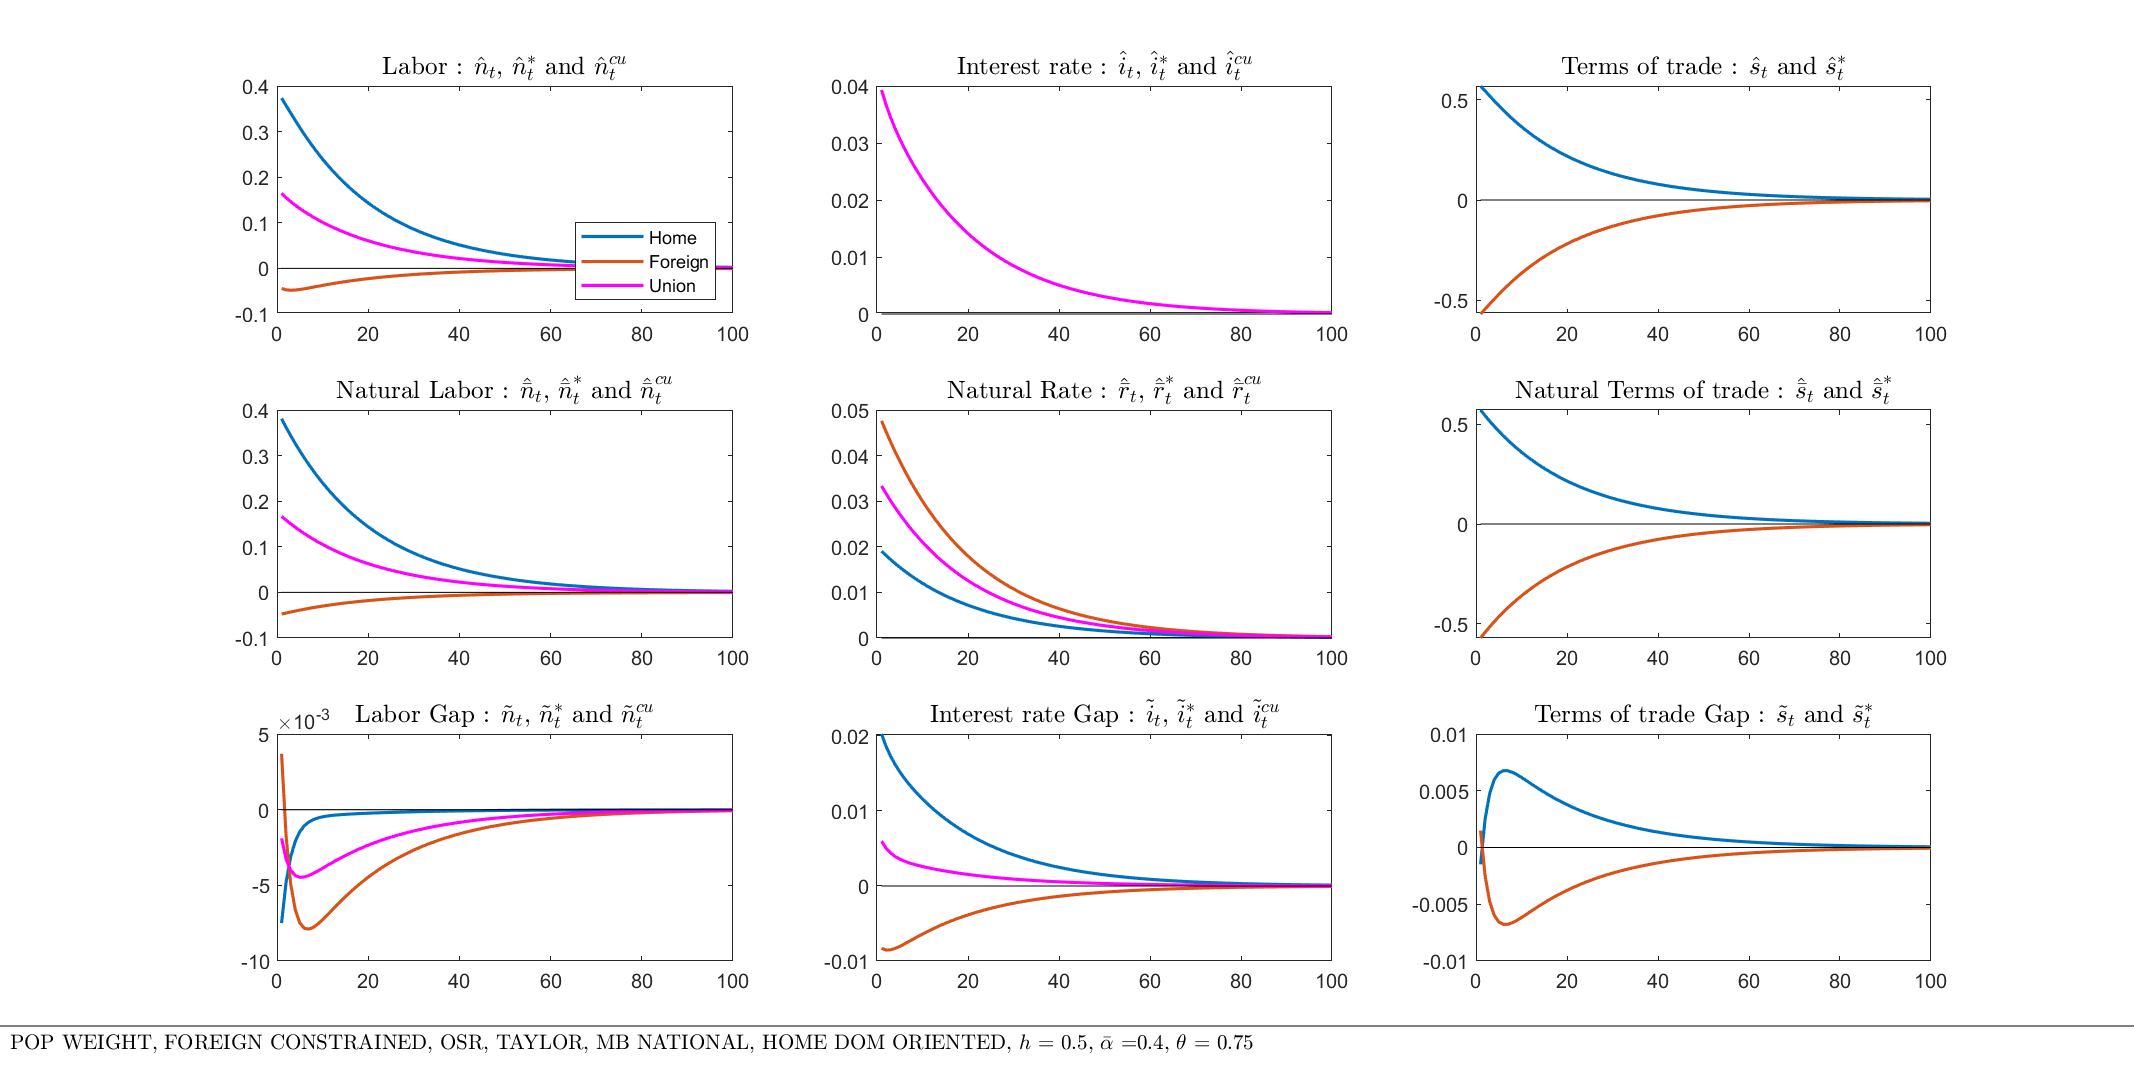 Labor : n̂ₜ, n̂ₜ* and n̂ₜᶜᵘ
Interest rate : îₜ, îₜ* and îₜᶜᵘ
Terms of trade : ŝₜ and ŝₜ*
0.4
0.3
0.2
0.1
0
-0.1
0 20 40 60 80 100
Home
Foreign
Union
0.04
0.03
0.02
0.01
0
0 20 40 60 80 100
0.5
0
-0.5
0 20 40 60 80 100
Natural Labor : n̄̂ₜ, n̄̂ₜ* and n̄̂ₜᶜᵘ
Natural Rate : r̄̂ₜ, r̄̂ₜ* and r̄̂ₜᶜᵘ
Natural Terms of trade : s̄̂ₜ and s̄̂ₜ*
0.4
0.3
0.2
0.1
0
-0.1
0 20 40 60 80 100
0.05
0.04
0.03
0.02
0.01
0
0 20 40 60 80 100
0.5
0
-0.5
0 20 40 60 80 100
×10⁻³ Labor Gap : ñₜ, ñₜ* and ñₜᶜᵘ
Interest rate Gap : ĩₜ, ĩₜ* and ĩₜᶜᵘ
Terms of trade Gap : s̃ₜ and s̃ₜ*
5
0
-5
-10
0 20 40 60 80 100
0.02
0.01
0
-0.01
0 20 40 60 80 100
0.01
0.005
0
-0.005
-0.01
0 20 40 60 80 100
POP WEIGHT, FOREIGN CONSTRAINED, OSR, TAYLOR, MB NATIONAL, HOME DOM ORIENTED, h = 0.5, ᾱ =0.4, θ = 0.75